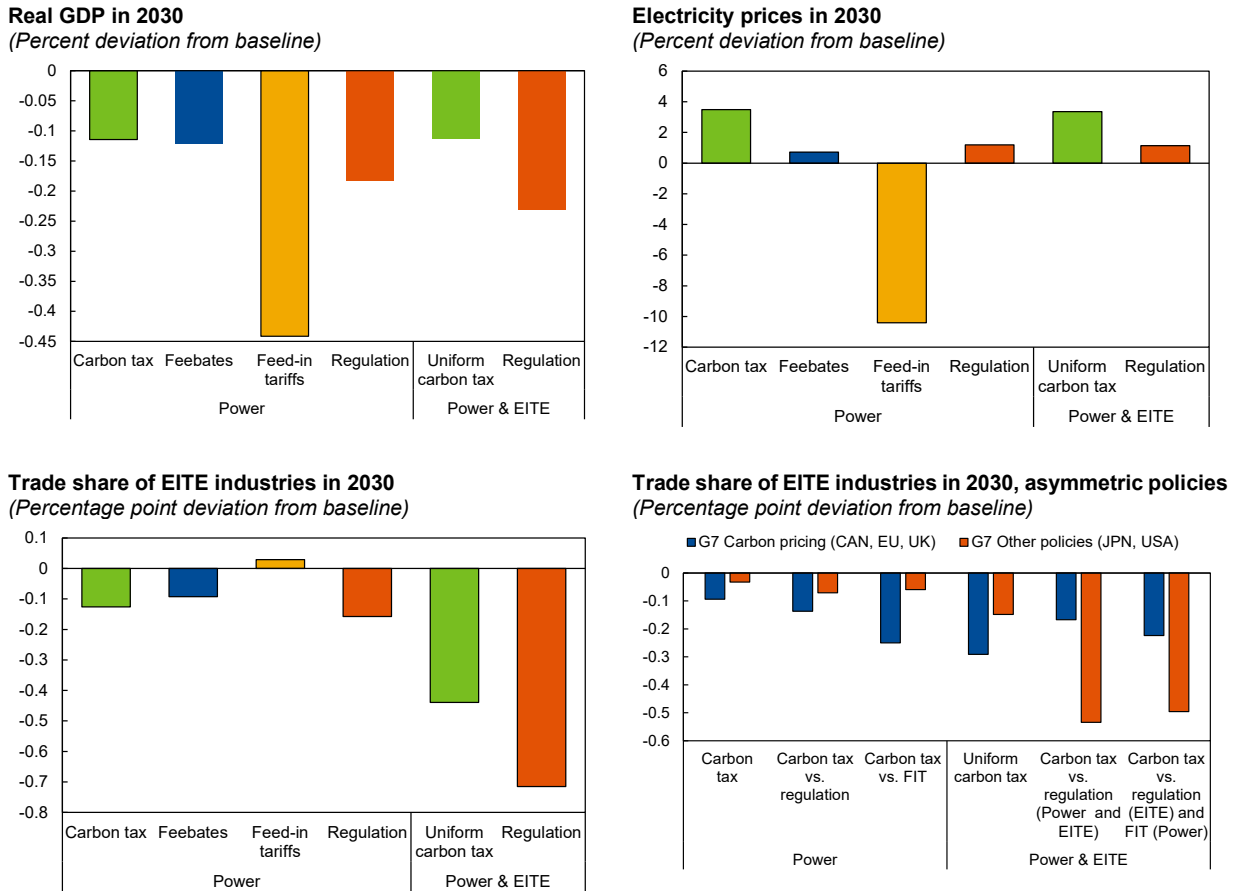 Real GDP in 2030
(Percent deviation from baseline)
0
-0.05
-0.1
-0.15
-0.2
-0.25
-0.3
-0.35
-0.4
-0.45
Carbon tax Feebates Feed-in Regulation Uniform Regulation
tariffs carbon tax
Power Power & EITE
Electricity prices in 2030
(Percent deviation from baseline)
6
4
2
0
-2
-4
-6
-8
-10
-12
Carbon tax Feebates Feed-in Regulation Uniform Regulation
tariffs carbon tax
Power Power & EITE
Trade share of EITE industries in 2030
(Percentage point deviation from baseline)
0.1
0
-0.1
-0.2
-0.3
-0.4
-0.5
-0.6
-0.7
-0.8
Carbon tax Feebates Feed-in Regulation Uniform Regulation
tariffs carbon tax
Power Power & EITE
Trade share of EITE industries in 2030, asymmetric policies
(Percentage point deviation from baseline)
G7 Carbon pricing (CAN, EU, UK) G7 Other policies (JPN, USA)
0
-0.1
-0.2
-0.3
-0.4
-0.5
-0.6
Carbon Carbon tax Carbon tax Uniform Carbon tax Carbon tax
tax vs. vs. FIT carbon tax vs. vs.
regulation regulation regulation
(Power and (EITE) and
EITE) FIT (Power)
Power Power & EITE